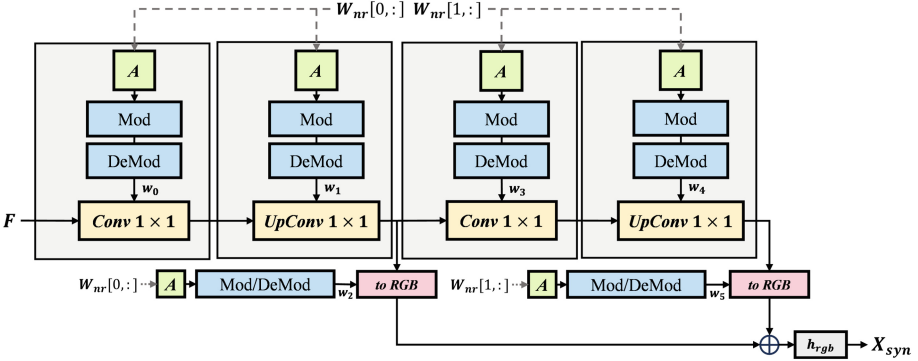 W_nr[0,:] W_nr[1,:]
A A A A
Mod Mod Mod Mod
DeMod DeMod DeMod DeMod
w_0 w_1 w_3 w_4
F Conv 1 × 1 UpConv 1 × 1 Conv 1 × 1 UpConv 1 × 1
W_nr[0,:] A Mod/DeMod w_2 to RGB W_nr[1,:] A Mod/DeMod w_5 to RGB
h_rgb X_syn